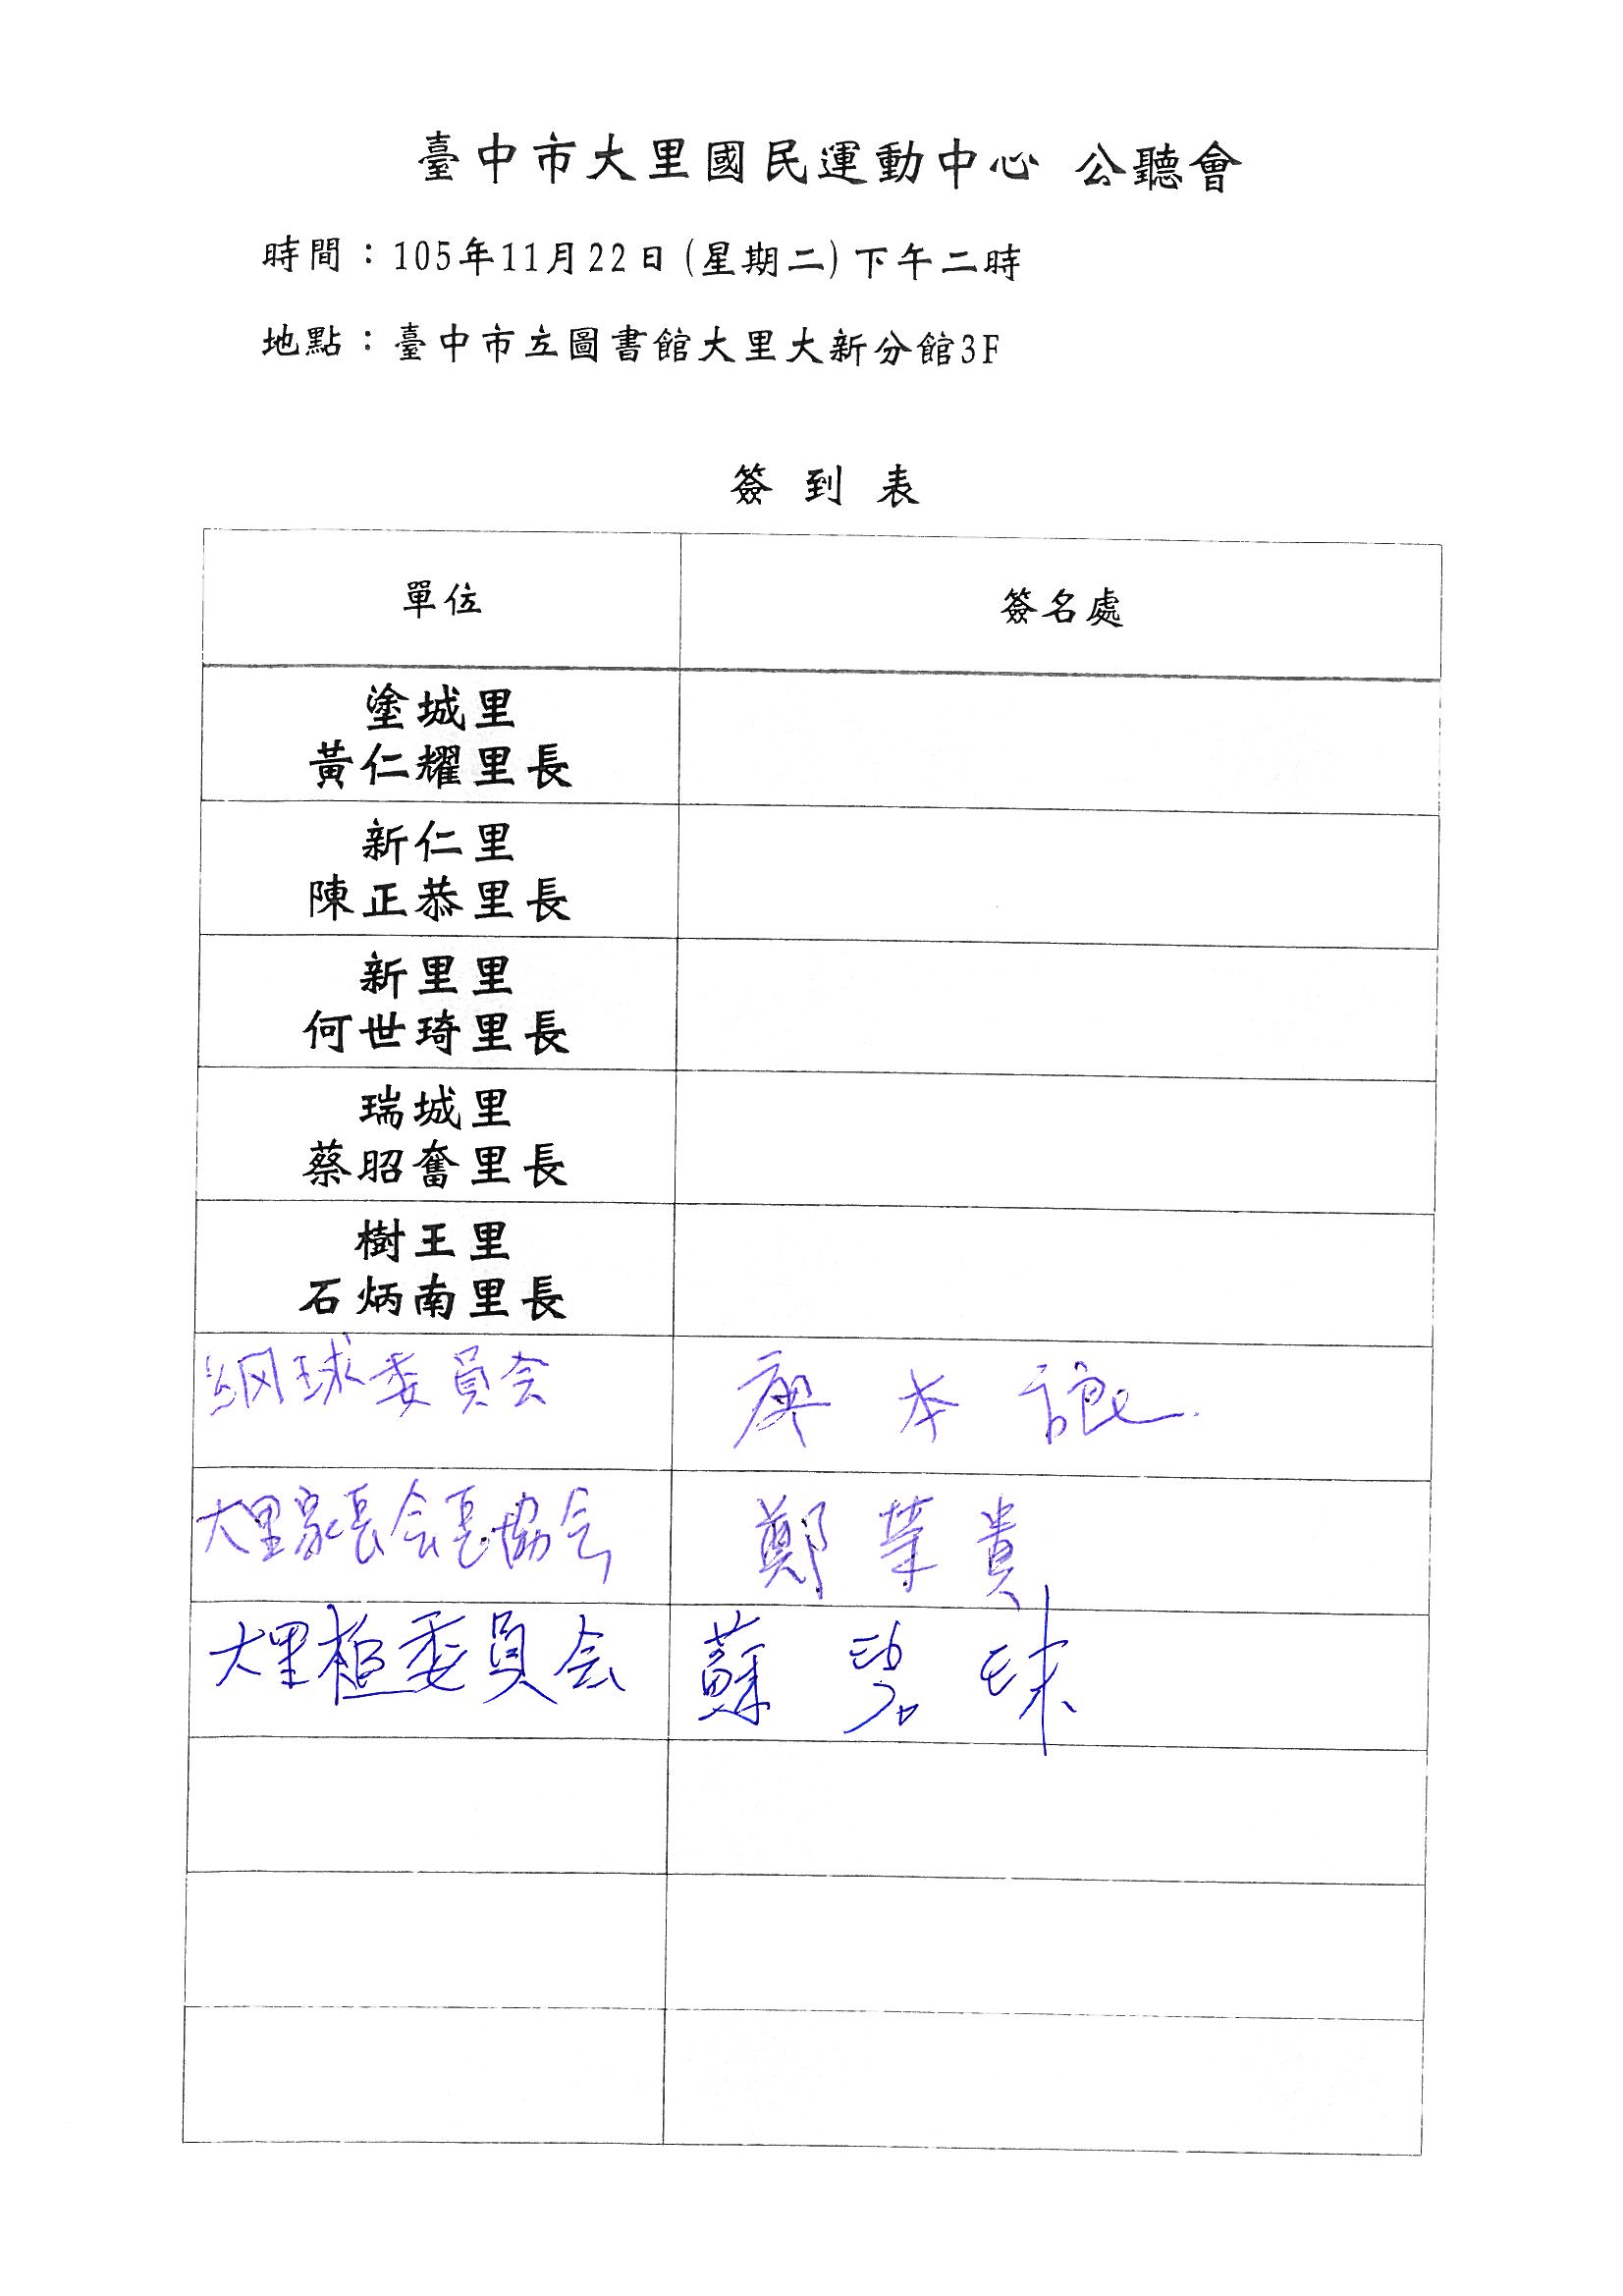 臺中市大里國民運動中心 公聽會
時間：105年11月22日(星期二)下午二時
地點：臺中市立圖書館大里大新分館3F
簽到表
單位 簽名處
塗城里
黃仁耀里長
新仁里
陳正恭里長
新里里
何世琦里長
瑞城里
蔡昭奮里長
樹王里
石炳南里長
網球委員会 廖本
大里家長会長協会 鄭榮貴
大里 委員会 蘇碧珠